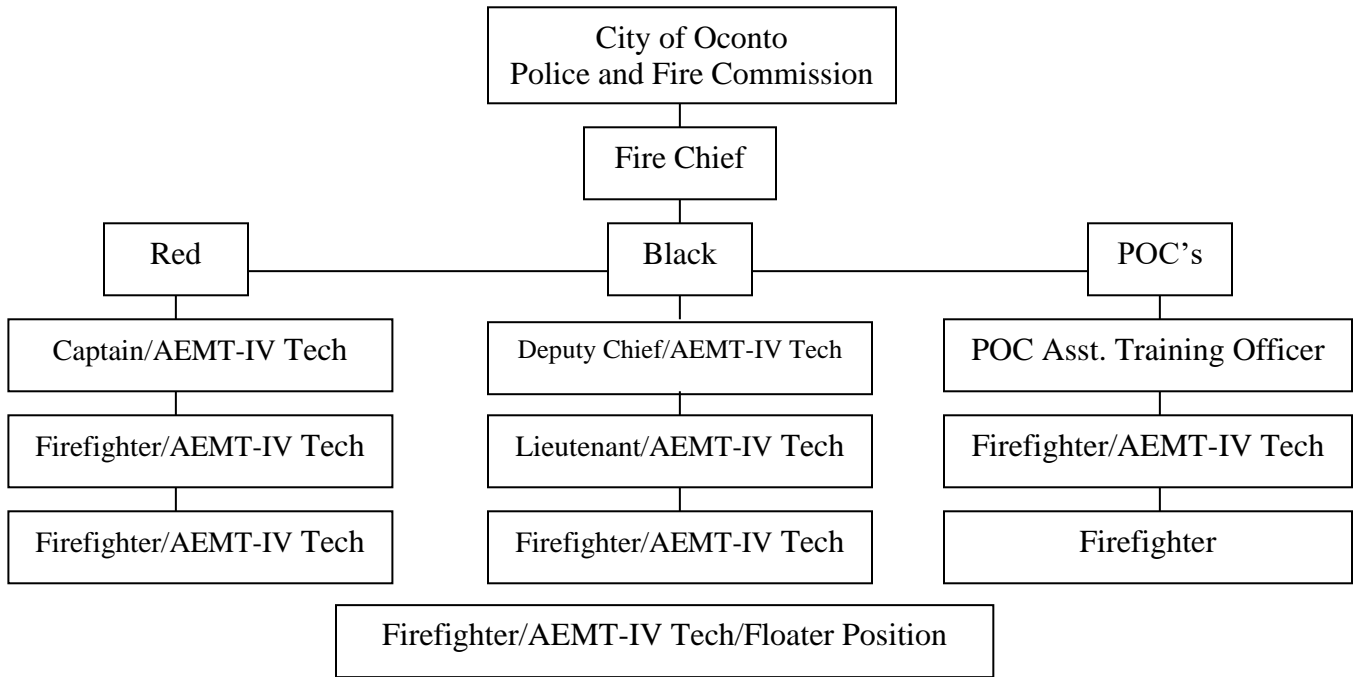 City of Oconto
Police and Fire Commission
Fire Chief
Red
Black
POC’s
Captain/AEMT-IV Tech
Deputy Chief/AEMT-IV Tech
POC Asst. Training Officer
Firefighter/AEMT-IV Tech
Lieutenant/AEMT-IV Tech
Firefighter/AEMT-IV Tech
Firefighter/AEMT-IV Tech
Firefighter/AEMT-IV Tech
Firefighter
Firefighter/AEMT-IV Tech/Floater Position